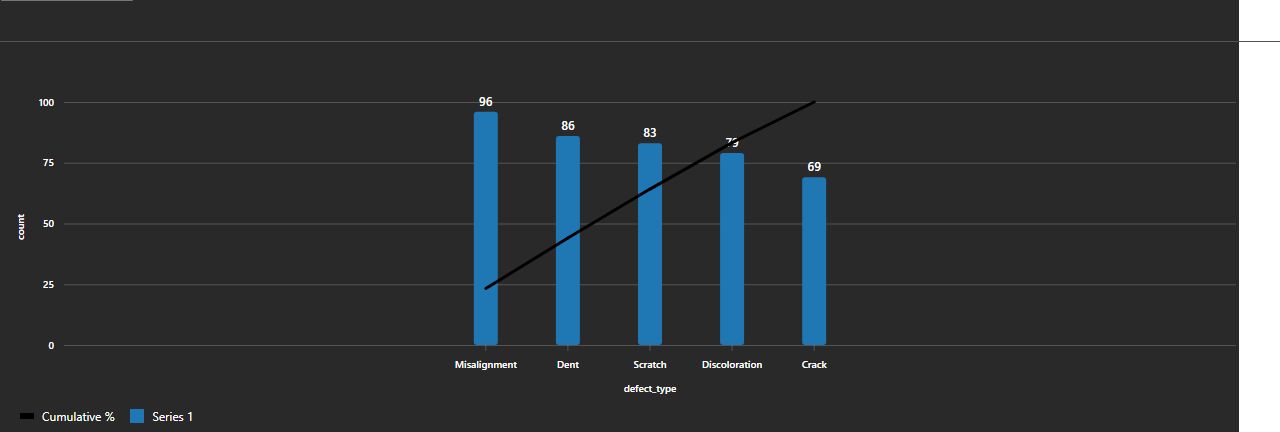 100
75
50
25
0
count
96
86
83
79
69
Misalignment
Dent
Scratch
Discoloration
Crack
defect_type
Cumulative %
Series 1